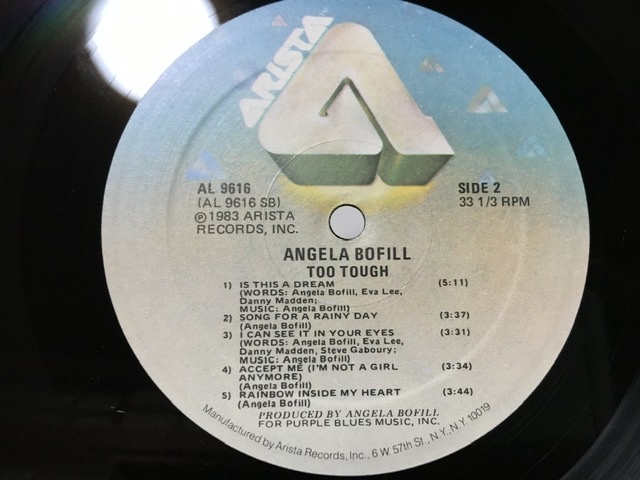 ARISTA
AL 9616
(AL 9616 SB)
℗ 1983 ARISTA
RECORDS, INC.
SIDE 2
33 1/3 RPM
ANGELA BOFILL
TOO TOUGH
1) IS THIS A DREAM (5:11)
(WORDS: Angela Bofill, Eva Lee,
Danny Madden;
MUSIC: Angela Bofill)
2) SONG FOR A RAINY DAY (3:37)
(Angela Bofill)
3) I CAN SEE IT IN YOUR EYES (3:31)
(WORDS: Angela Bofill, Eva Lee,
Danny Madden, Steve Gaboury;
MUSIC: Angela Bofill)
4) ACCEPT ME (I'M NOT A GIRL (3:34)
ANYMORE)
(Angela Bofill)
5) RAINBOW INSIDE MY HEART (3:44)
(Angela Bofill)
PRODUCED BY ANGELA BOFILL
FOR PURPLE BLUES MUSIC, INC.
Manufactured by Arista Records, Inc., 6 W. 57th St., N.Y., N.Y. 10019